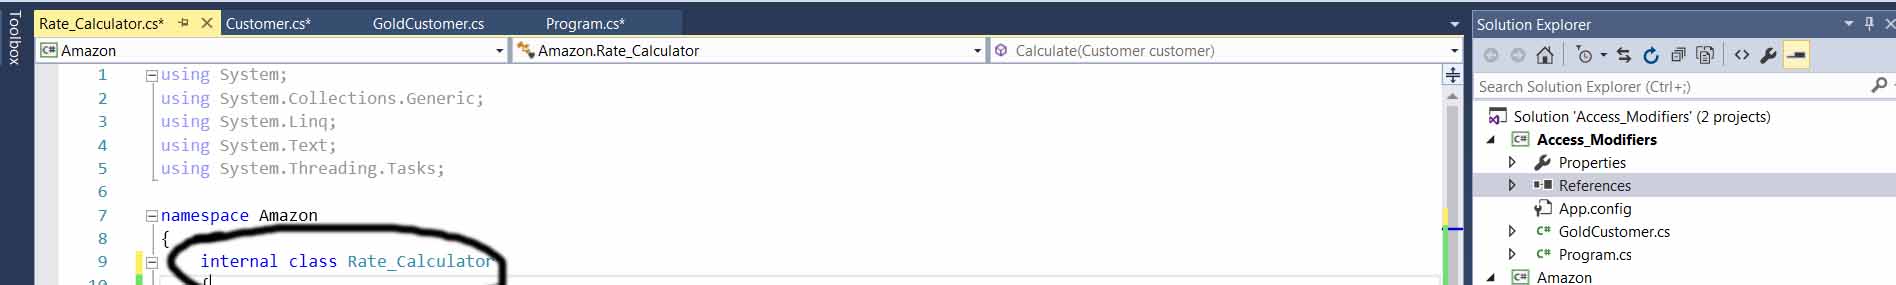 Toolbox
Rate_Calculator.cs*
Customer.cs*
GoldCustomer.cs
Program.cs*
C# Amazon
Amazon.Rate_Calculator
Calculate(Customer customer)
1 using System;
2 using System.Collections.Generic;
3 using System.Linq;
4 using System.Text;
5 using System.Threading.Tasks;
6
7 namespace Amazon
8 {
9 internal class Rate_Calculator
10 {
Solution Explorer
Search Solution Explorer (Ctrl+;)
Solution 'Access_Modifiers' (2 projects)
C# Access_Modifiers
Properties
References
App.config
C# GoldCustomer.cs
C# Program.cs
C# Amazon